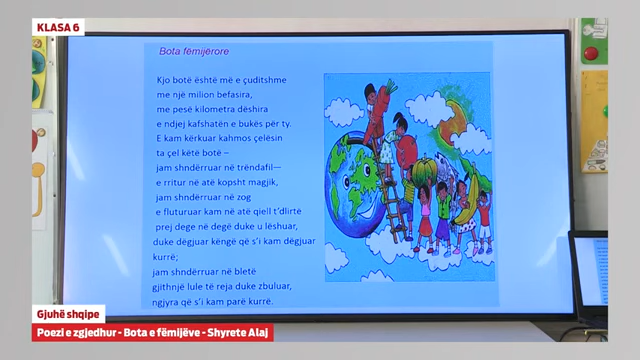 KLASA 6
Bota fëmijërore
Kjo botë është më e çuditshme
me një milion befasira,
me pesë kilometra dëshira
e ndjej kafshatën e bukës për ty.
E kam kërkuar kahmos çelësin
ta çel këtë botë –
jam shndërruar në trëndafil—
e rritur në atë kopsht magjik,
jam shndërruar në zog
e fluturuar kam në atë qiell t'dlirtë
prej dege në degë duke u lëshuar,
duke dëgjuar këngë që s'i kam dëgjuar
kurrë;
jam shndërruar në bletë
gjithnjë lule të reja duke zbuluar,
ngjyra që s'i kam parë kurrë.
Gjuhë shqipe
Poezi e zgjedhur - Bota e fëmijëve - Shyrete Alaj